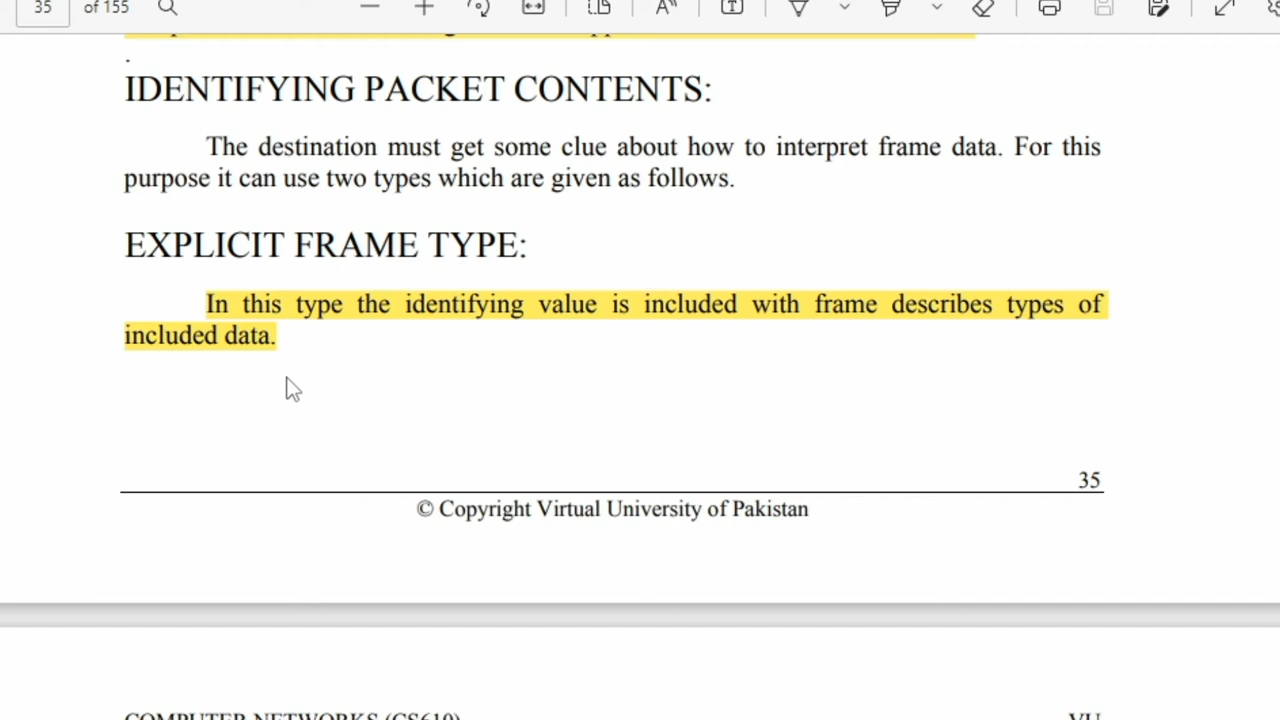 35 of 155
.
IDENTIFYING PACKET CONTENTS:
The destination must get some clue about how to interpret frame data. For this
purpose it can use two types which are given as follows.
EXPLICIT FRAME TYPE:
In this type the identifying value is included with frame describes types of
included data.
35
© Copyright Virtual University of Pakistan
COMPUTER NETWORKS (CS610) VU